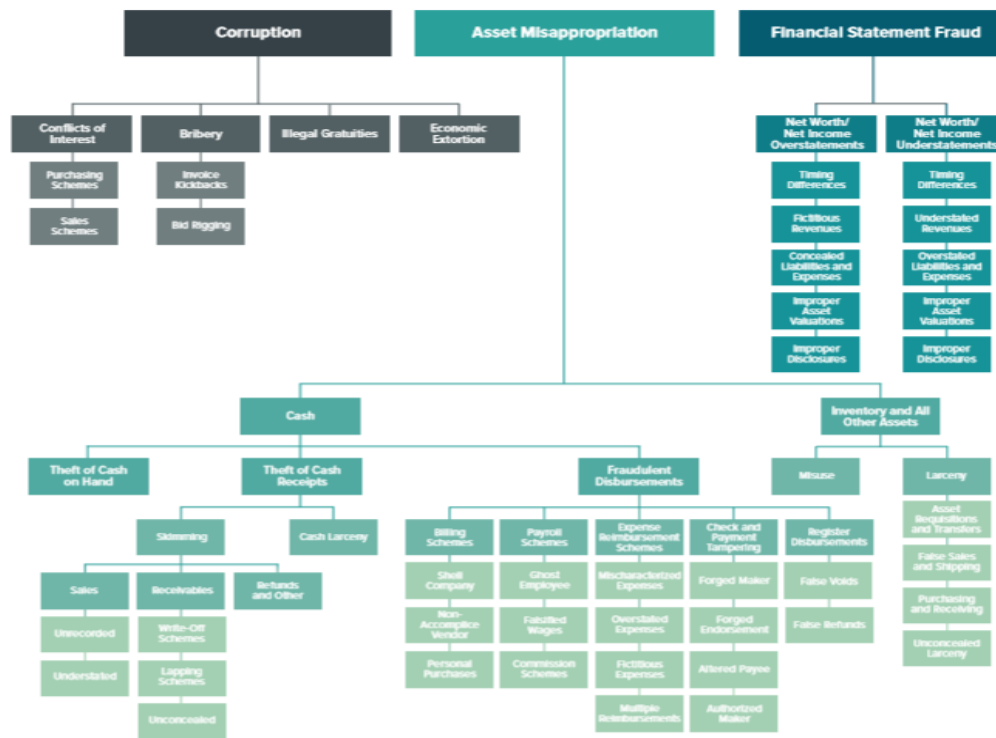 Corruption
Asset Misappropriation
Financial Statement Fraud
Conflicts of
Interest
Bribery
Illegal Gratuities
Economic
Extortion
Net Worth/
Net Income
Overstatements
Net Worth/
Net Income
Understatements
Purchasing
Schemes
Invoice
Kickbacks
Timing
Differences
Timing
Differences
Sales
Schemes
Bid Rigging
Fictitious
Revenues
Understated
Revenues
Concealed
Liabilities and
Expenses
Overstated
Liabilities and
Expenses
Improper
Asset
Valuations
Improper
Asset
Valuations
Improper
Disclosures
Improper
Disclosures
Cash
Inventory and All
Other Assets
Theft of Cash
on Hand
Theft of Cash
Receipts
Fraudulent
Disbursements
Misuse
Larceny
Skimming
Cash Larceny
Billing
Schemes
Payroll
Schemes
Expense
Reimbursement
Schemes
Check and
Payment
Tampering
Register
Disbursements
Asset
Requisitions
and Transfers
Sales
Receivables
Refunds
and Other
Shell
Company
Ghost
Employee
Mischaracterized
Expenses
Forged Maker
False Voids
False Sales
and Shipping
Unrecorded
Write-Off
Schemes
Non-
Accomplice
Vendor
Falsified
Wages
Overstated
Expenses
Forged
Endorsement
False Refunds
Purchasing
and Receiving
Understated
Lapping
Schemes
Personal
Purchases
Commission
Schemes
Fictitious
Expenses
Altered Payee
Unconcealed
Larceny
Unconcealed
Multiple
Reimbursements
Authorized
Maker